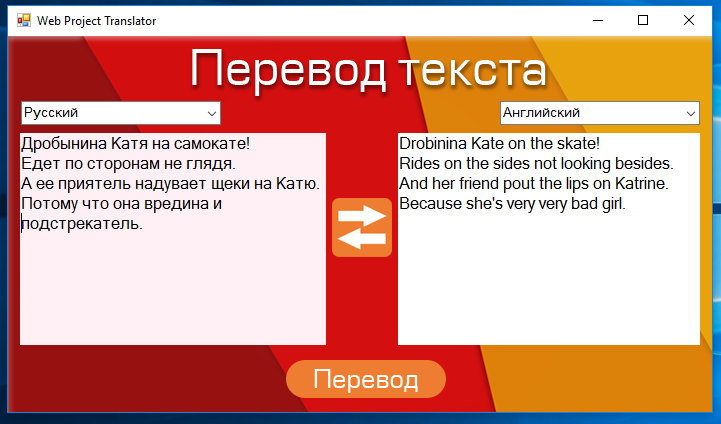 Web Project Translator
Перевод текста
Русский
Английский
Дробынина Катя на самокате!
Едет по сторонам не глядя.
А ее приятель надувает щеки на Катю.
Потому что она вредина и
подстрекатель.
Drobinina Kate on the skate!
Rides on the sides not looking besides.
And her friend pout the lips on Katrine.
Because she's very very bad girl.
Перевод